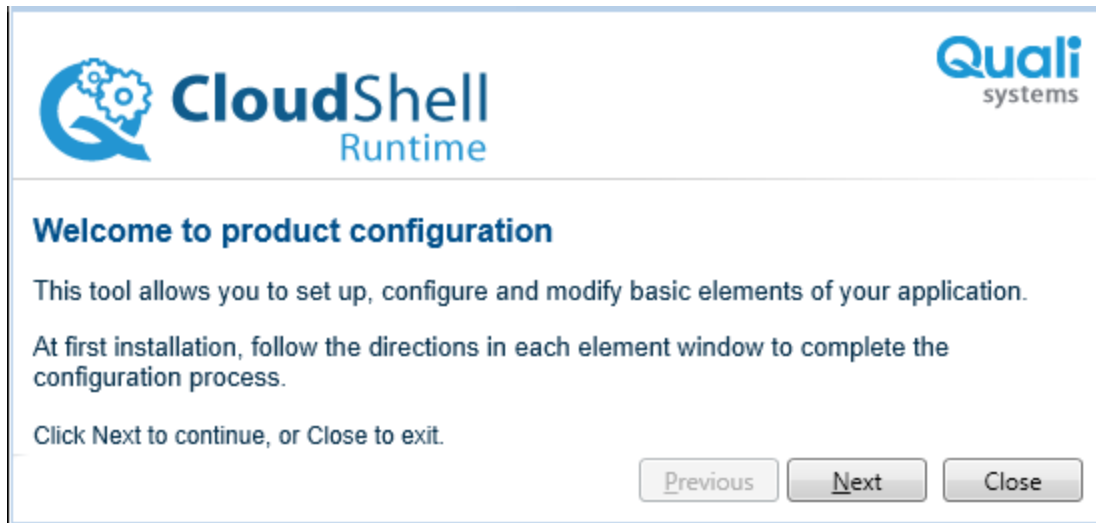 CloudShell
Runtime
Quali
systems
Welcome to product configuration
This tool allows you to set up, configure and modify basic elements of your application.
At first installation, follow the directions in each element window to complete the
configuration process.
Click Next to continue, or Close to exit.
Previous
Next
Close